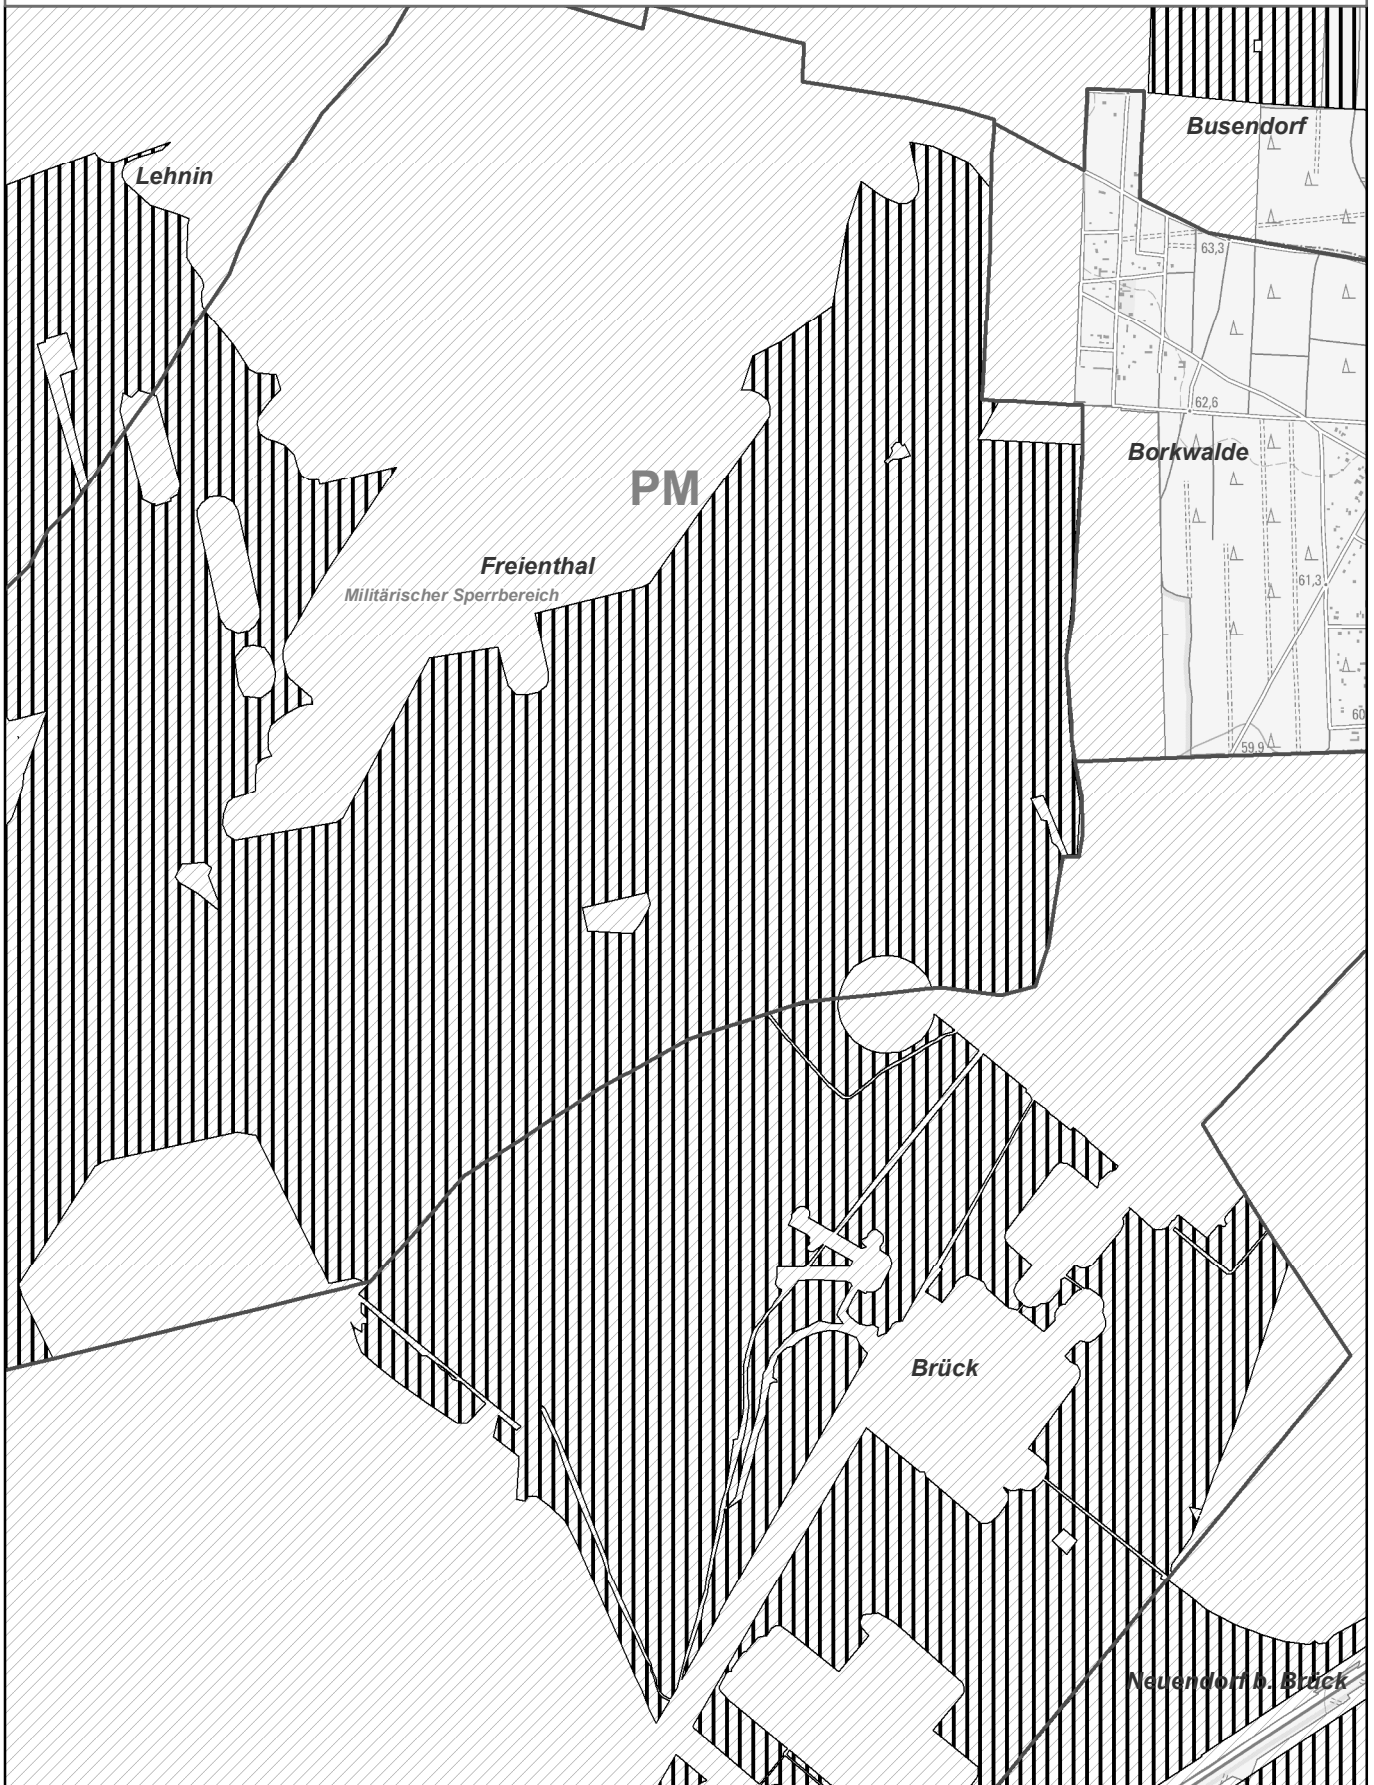 Busendorf
Lehnin
63,3
62,6
Borkwalde
PM
Freienthal
61,3
Militärischer Sperrbereich
60
59,9
Brück
Neuendorf b. Brück